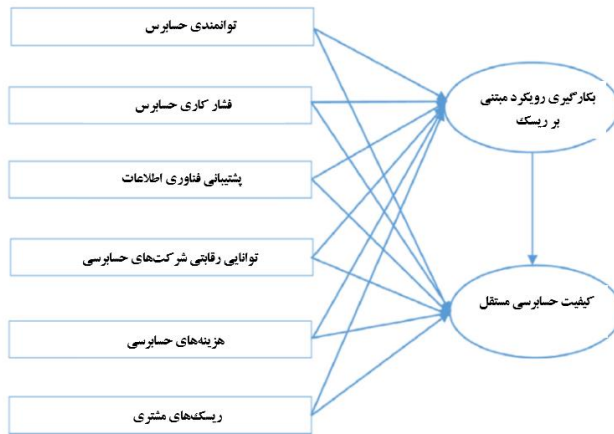 توانمندی حسابرس
فشار کاری حسابرس
پشتیبانی فناوری اطلاعات
توانایی رقابتی شرکت‌های حسابرسی
هزینه‌های حسابرسی
ریسک‌های مشتری
بکارگیری رویکرد مبتنی
بر ریسک
کیفیت حسابرسی مستقل